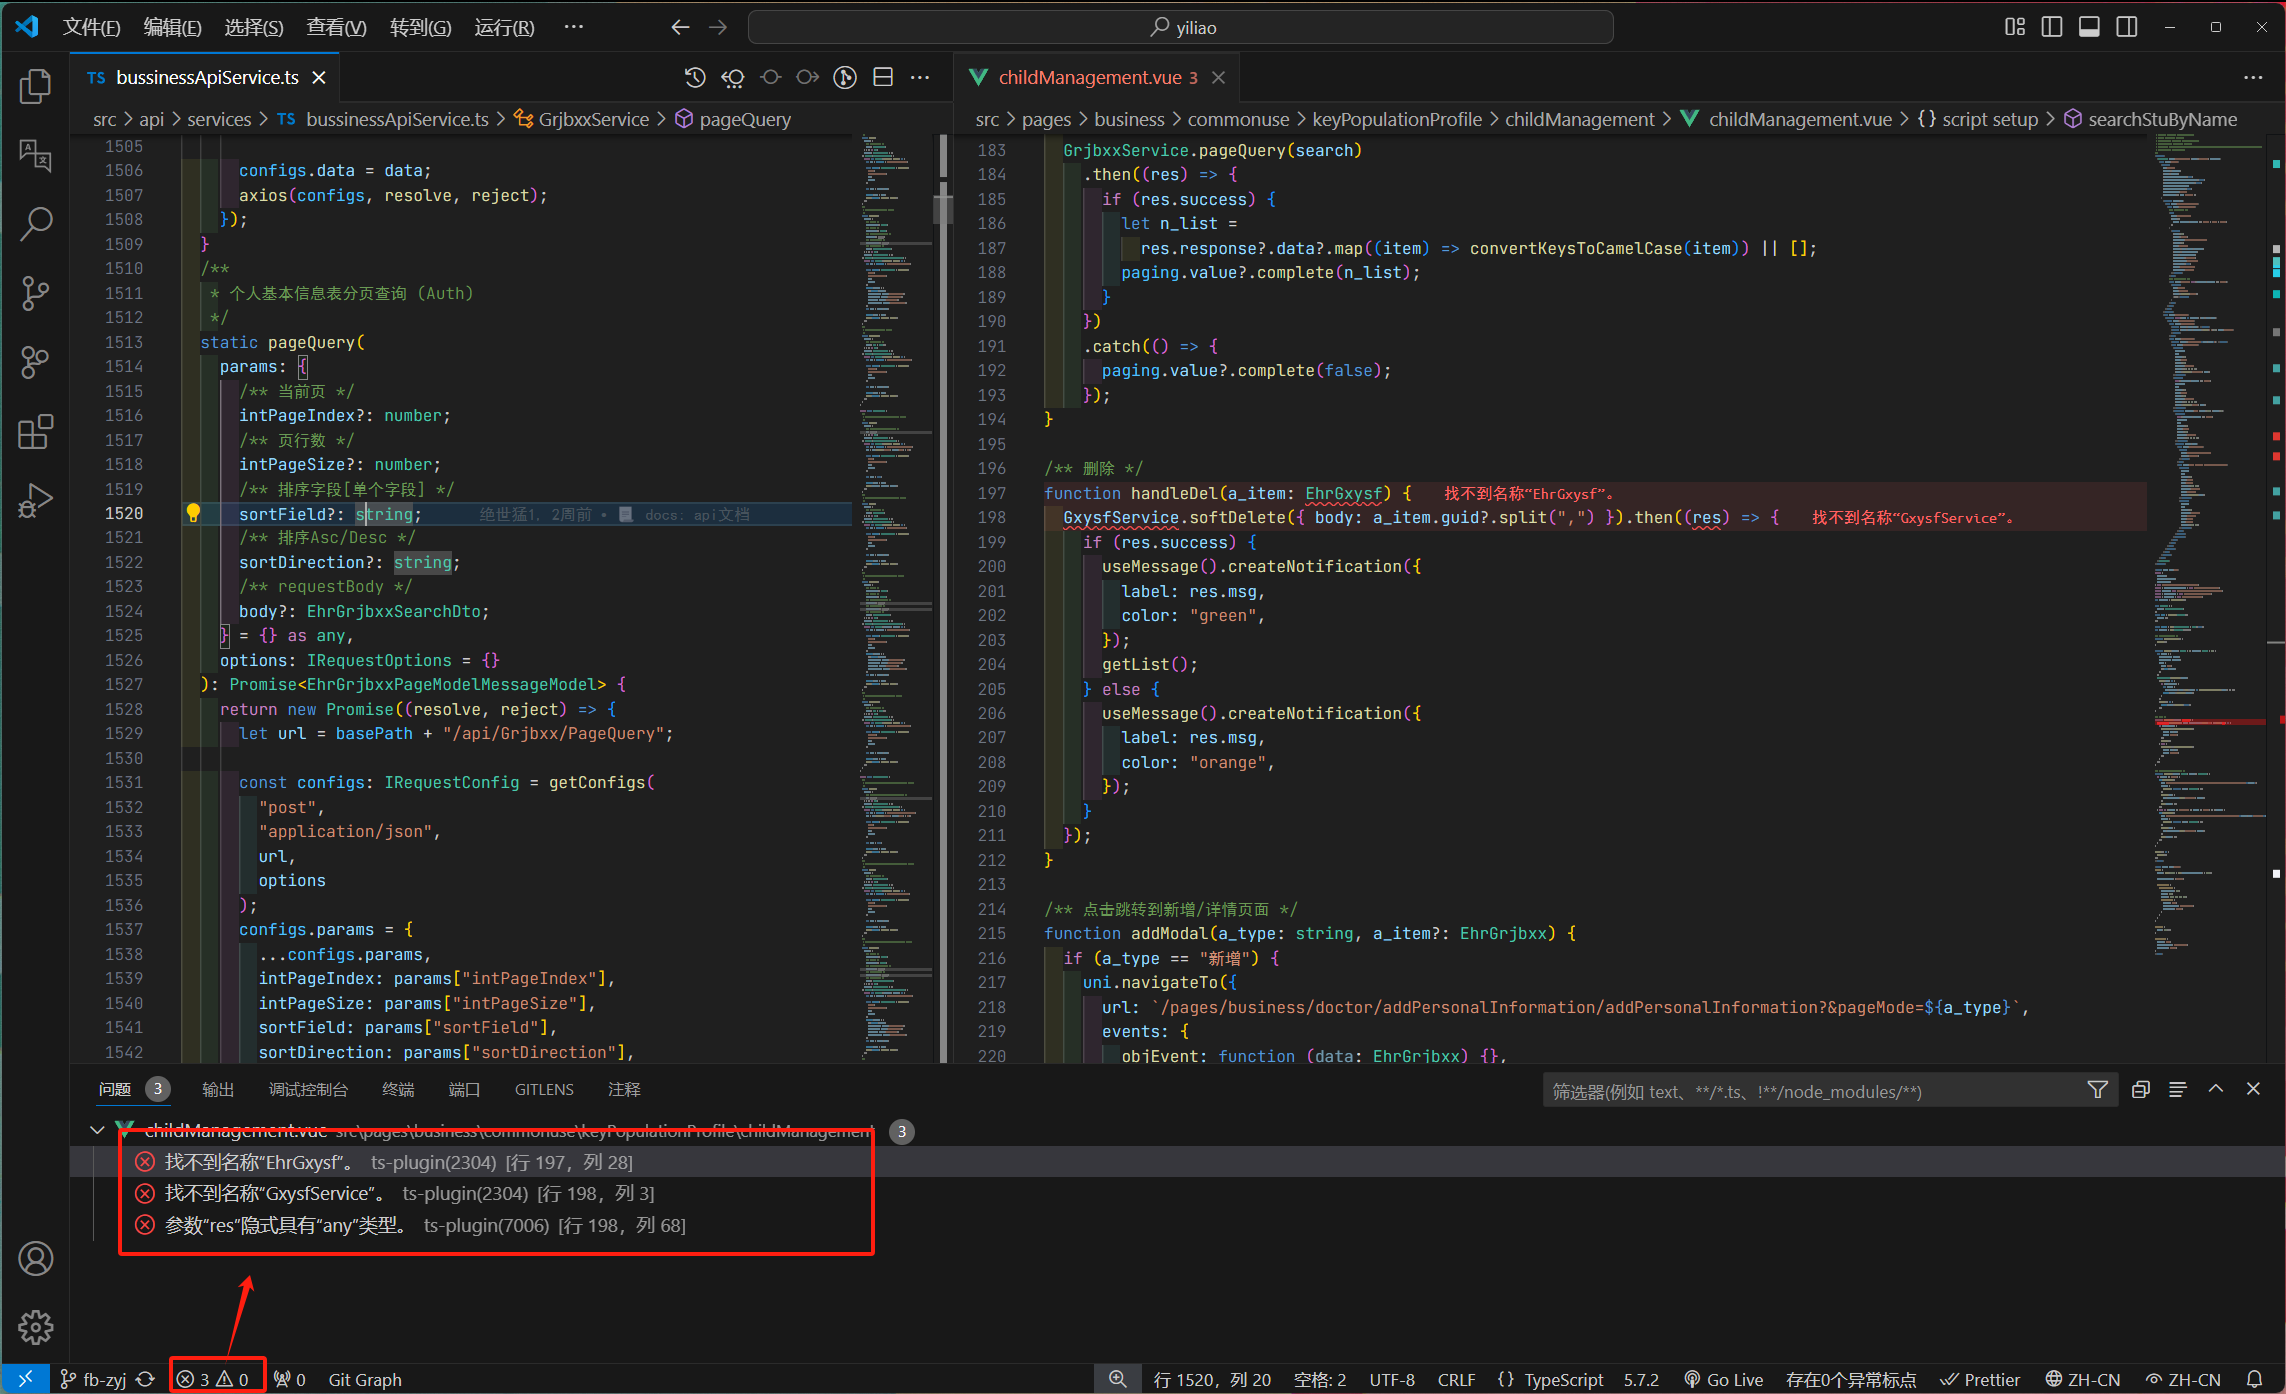 文件(F) 编辑(E) 选择(S) 查看(V) 转到(G) 运行(R) ··· yiliao
TS bussinessApiService.ts
src > api > services > TS bussinessApiService.ts > GrjbxxService > pageQuery
1505
1506 configs.data = data;
1507 axios(configs, resolve, reject);
1508 });
1509 }
1510 /**
1511 * 个人基本信息表分页查询 (Auth)
1512 */
1513 static pageQuery(
1514 params: {
1515 /** 当前页 */
1516 intPageIndex?: number;
1517 /** 页行数 */
1518 intPageSize?: number;
1519 /** 排序字段[单个字段] */
1520 sortField?: string; 绝世猛1, 2周前 • docs: api文档
1521 /** 排序Asc/Desc */
1522 sortDirection?: string;
1523 /** requestBody */
1524 body?: EhrGrjbxxSearchDto;
1525 } = {} as any,
1526 options: IRequestOptions = {}
1527 ): Promise<EhrGrjbxxPageModelMessageModel> {
1528 return new Promise((resolve, reject) => {
1529 let url = basePath + "/api/Grjbxx/PageQuery";
1530
1531 const configs: IRequestConfig = getConfigs(
1532 "post",
1533 "application/json",
1534 url,
1535 options
1536 );
1537 configs.params = {
1538 ...configs.params,
1539 intPageIndex: params["intPageIndex"],
1540 intPageSize: params["intPageSize"],
1541 sortField: params["sortField"],
1542 sortDirection: params["sortDirection"],
childManagement.vue 3
src > pages > business > commonuse > keyPopulationProfile > childManagement > childManagement.vue > {} script setup > searchStuByName
183 GrjbxxService.pageQuery(search)
184 .then((res) => {
185 if (res.success) {
186 let n_list =
187 res.response?.data?.map((item) => convertKeysToCamelCase(item)) || [];
188 paging.value?.complete(n_list);
189 }
190 })
191 .catch(() => {
192 paging.value?.complete(false);
193 });
194 }
195
196 /** 删除 */
197 function handleDel(a_item: EhrGxysf) { 找不到名称“EhrGxysf”。
198 GxysfService.softDelete({ body: a_item.guid?.split(",") }).then((res) => { 找不到名称“GxysfService”。
199 if (res.success) {
200 useMessage().createNotification({
201 label: res.msg,
202 color: "green",
203 });
204 getList();
205 } else {
206 useMessage().createNotification({
207 label: res.msg,
208 color: "orange",
209 });
210 }
211 });
212 }
213
214 /** 点击跳转到新增/详情页面 */
215 function addModal(a_type: string, a_item?: EhrGrjbxx) {
216 if (a_type == "新增") {
217 uni.navigateTo({
218 url: `/pages/business/doctor/addPersonalInformation/addPersonalInformation?&pageMode=${a_type}`,
219 events: {
220 objEvent: function (data: EhrGrjbxx) {},
问题 3 输出 调试控制台 终端 端口 GITLENS 注释 筛选器(例如 text、**/*.ts、!**/node_modules/**)
childManagement.vue src\pages\business\commonuse\keyPopulationProfile\childManagement 3
找不到名称“EhrGxysf”。 ts-plugin(2304) [行 197，列 28]
找不到名称“GxysfService”。 ts-plugin(2304) [行 198，列 3]
参数“res”隐式具有“any”类型。 ts-plugin(7006) [行 198，列 68]
fb-zyj 3 0 0 Git Graph 行 1520，列 20 空格: 2 UTF-8 CRLF {} TypeScript 5.7.2 Go Live 存在0个异常标点 Prettier ZH-CN ZH-CN